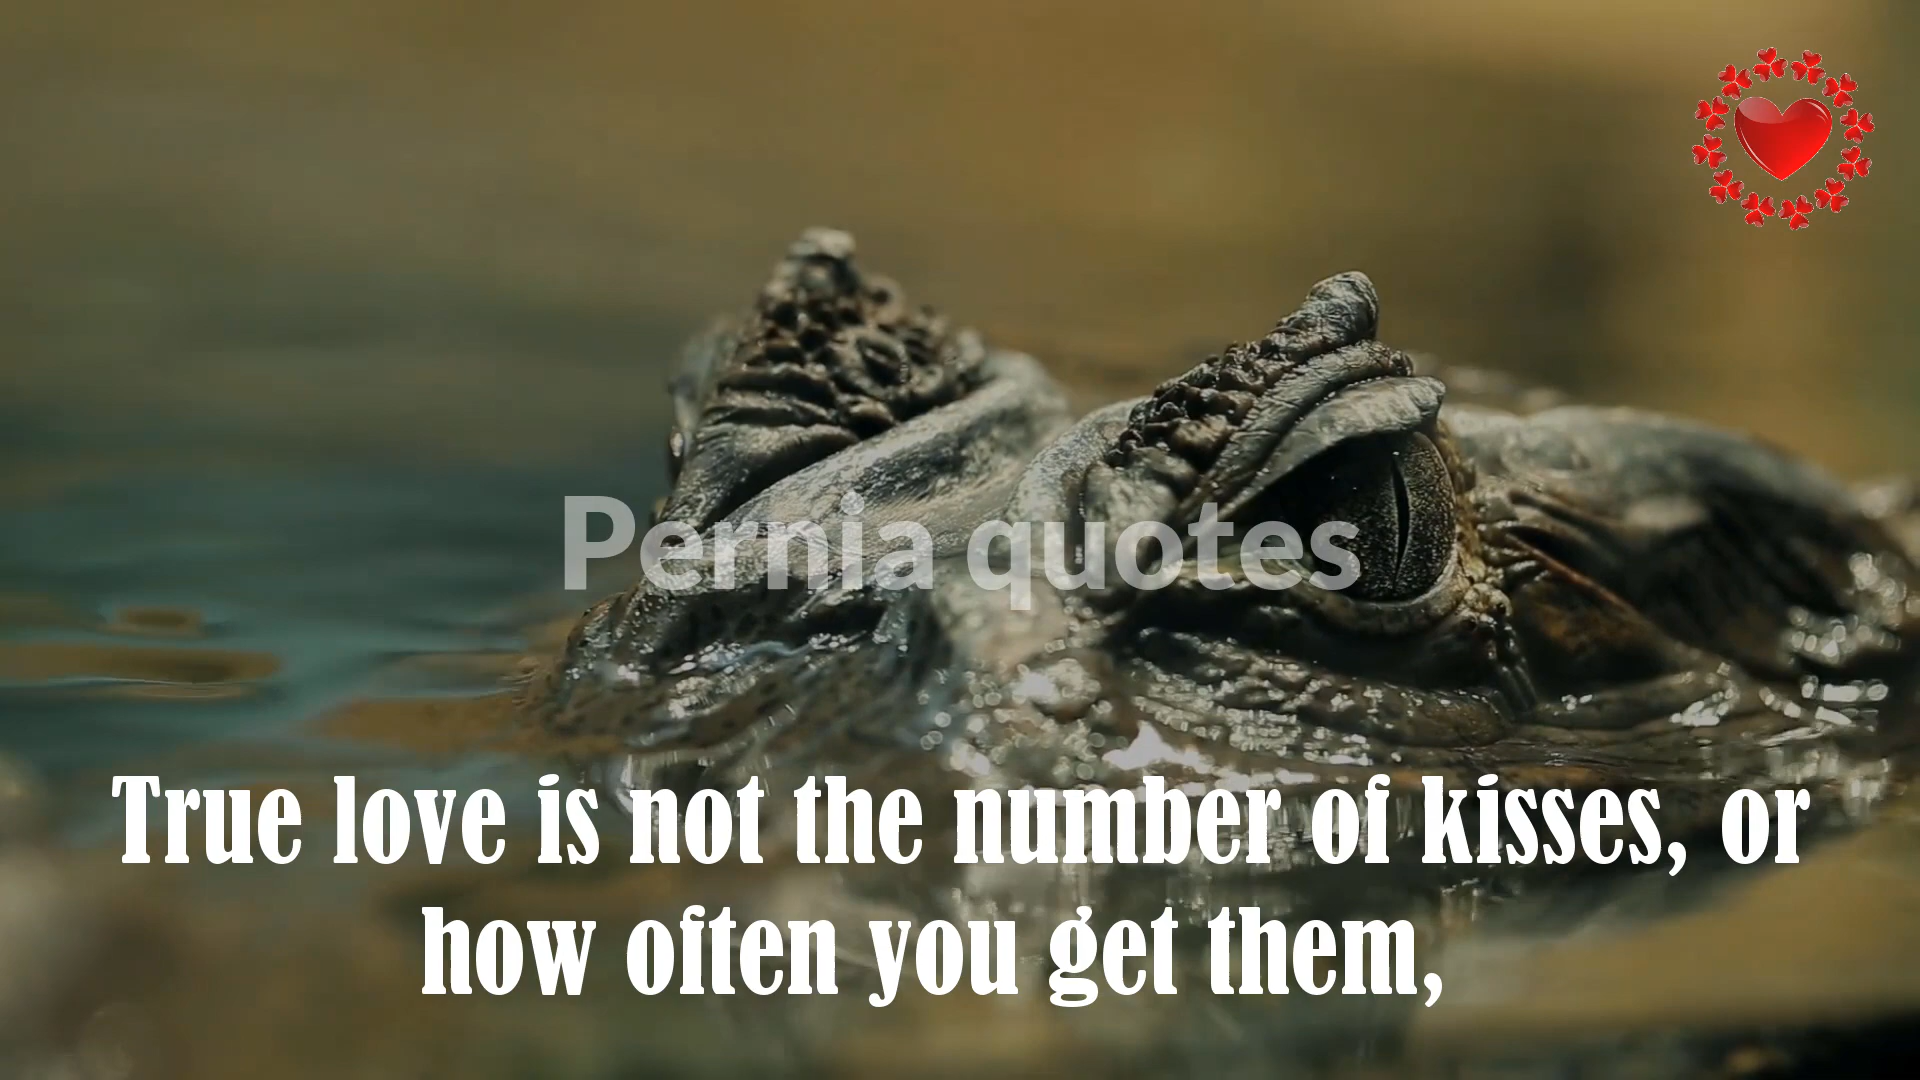 Pernia quotes
True love is not the number of kisses, or
how often you get them,